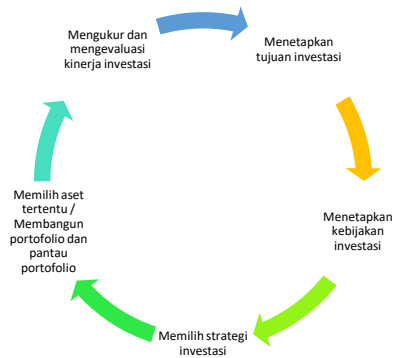 Mengukur dan
mengevaluasi
kinerja investasi
Menetapkan
tujuan investasi
Menetapkan
kebijakan
investasi
Memilih strategi
investasi
Memilih aset
tertentu /
Membangun
portofolio dan
pantau
portofolio